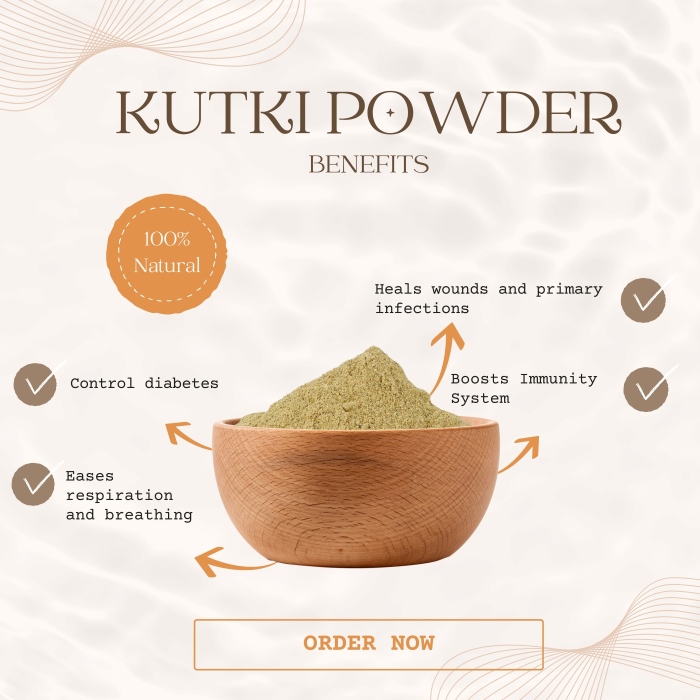 KUTKI POWDER
BENEFITS
100%
Natural
Heals wounds and primary
infections
Control diabetes
Boosts Immunity
System
Eases
respiration
and breathing
ORDER NOW